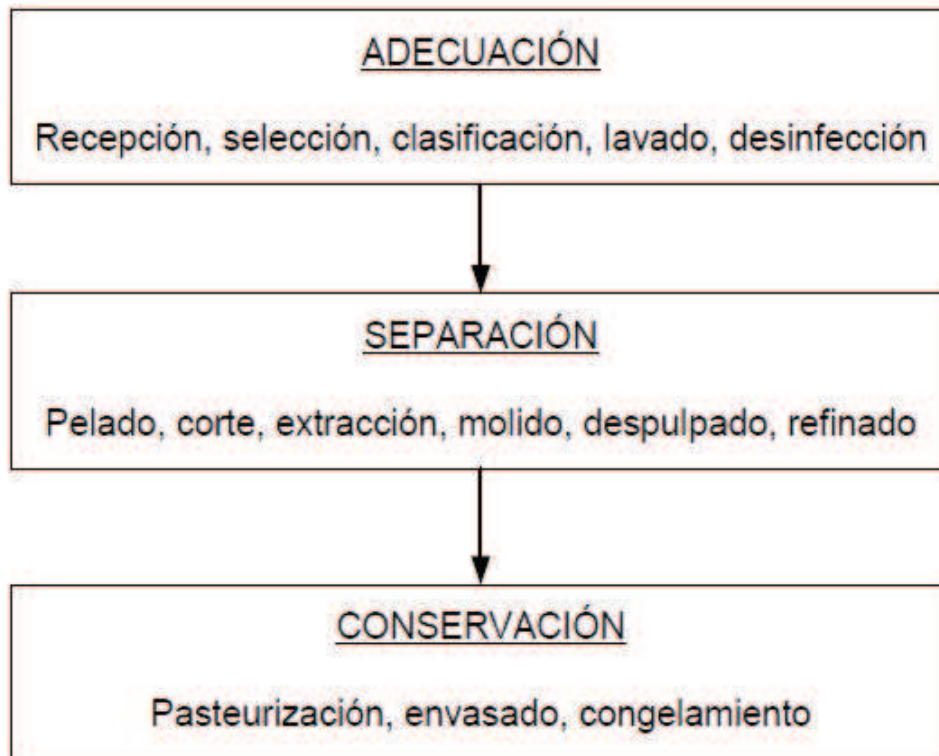 ADECUACIÓN
Recepción, selección, clasificación, lavado, desinfección
SEPARACIÓN
Pelado, corte, extracción, molido, despulpado, refinado
CONSERVACIÓN
Pasteurización, envasado, congelamiento